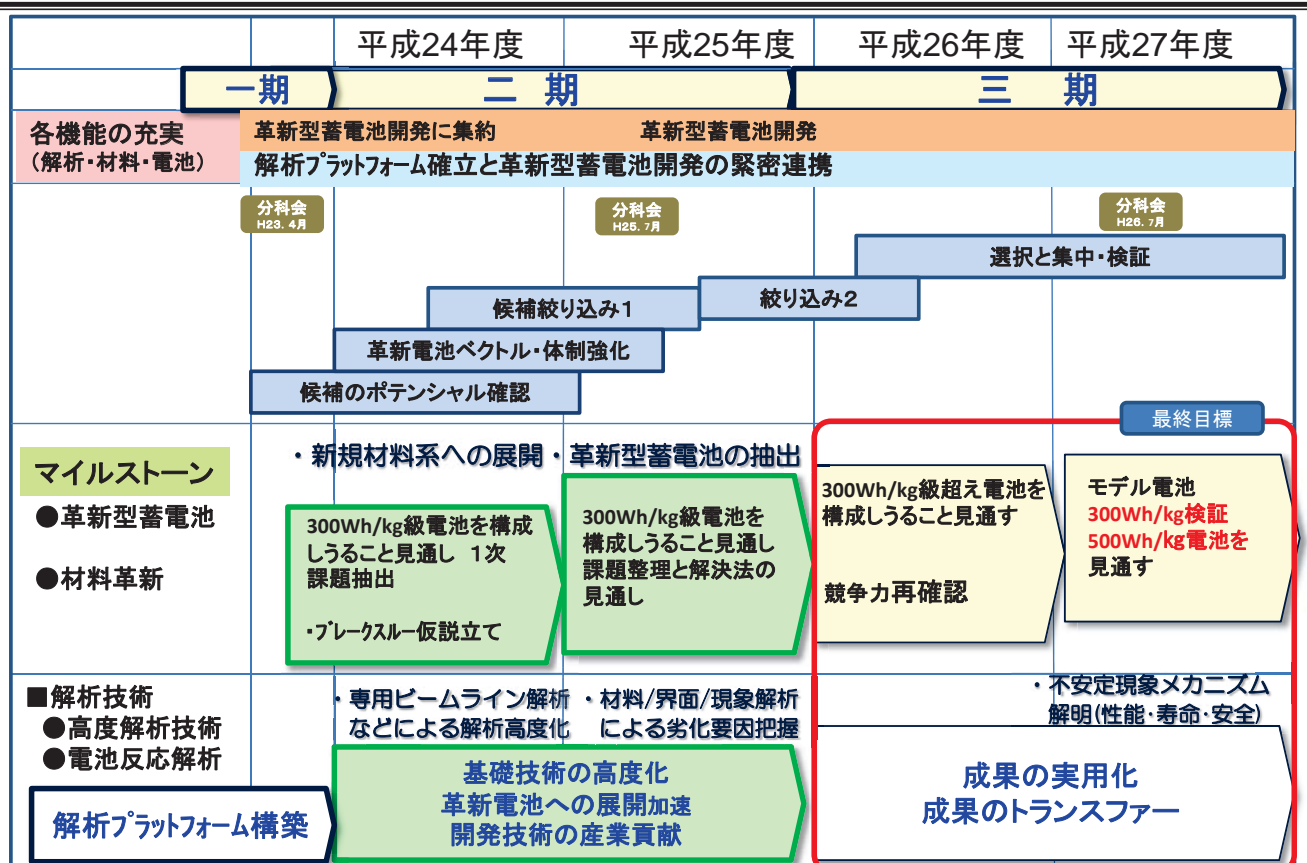 平成24年度
平成25年度
平成26年度
平成27年度
一期
二 期
三 期
各機能の充実
(解析・材料・電池)
革新型蓄電池開発に集約
革新型蓄電池開発
解析プラットフォーム確立と革新型蓄電池開発の緊密連携
分科会
H23. 4月
分科会
H25. 7月
分科会
H26. 7月
選択と集中・検証
絞り込み2
候補絞り込み1
革新電池ベクトル・体制強化
候補のポテンシャル確認
最終目標
マイルストーン
●革新型蓄電池
●材料革新
・新規材料系への展開
・革新型蓄電池の抽出
300Wh/kg級電池を構成
しうること見通し 1次
課題抽出
・ブレークスルー仮説立て
300Wh/kg級電池を
構成しうること見通し
課題整理と解決法の
見通し
300Wh/kg級超え電池を
構成しうること見通す
競争力再確認
モデル電池
300Wh/kg検証
500Wh/kg電池を
見通す
■解析技術
●高度解析技術
●電池反応解析
・専用ビームライン解析
などによる解析高度化
・材料/界面/現象解析
による劣化要因把握
・不安定現象メカニズム
解明(性能・寿命・安全)
解析プラットフォーム構築
基礎技術の高度化
革新電池への展開加速
開発技術の産業貢献
成果の実用化
成果のトランスファー